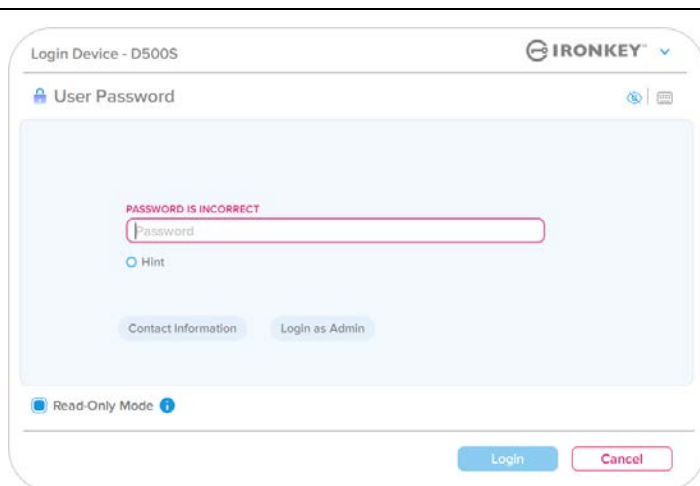 Login Device - D500S
IRONKEY™
User Password
PASSWORD IS INCORRECT
Password
Hint
Contact Information Login as Admin
Read-Only Mode
Login Cancel